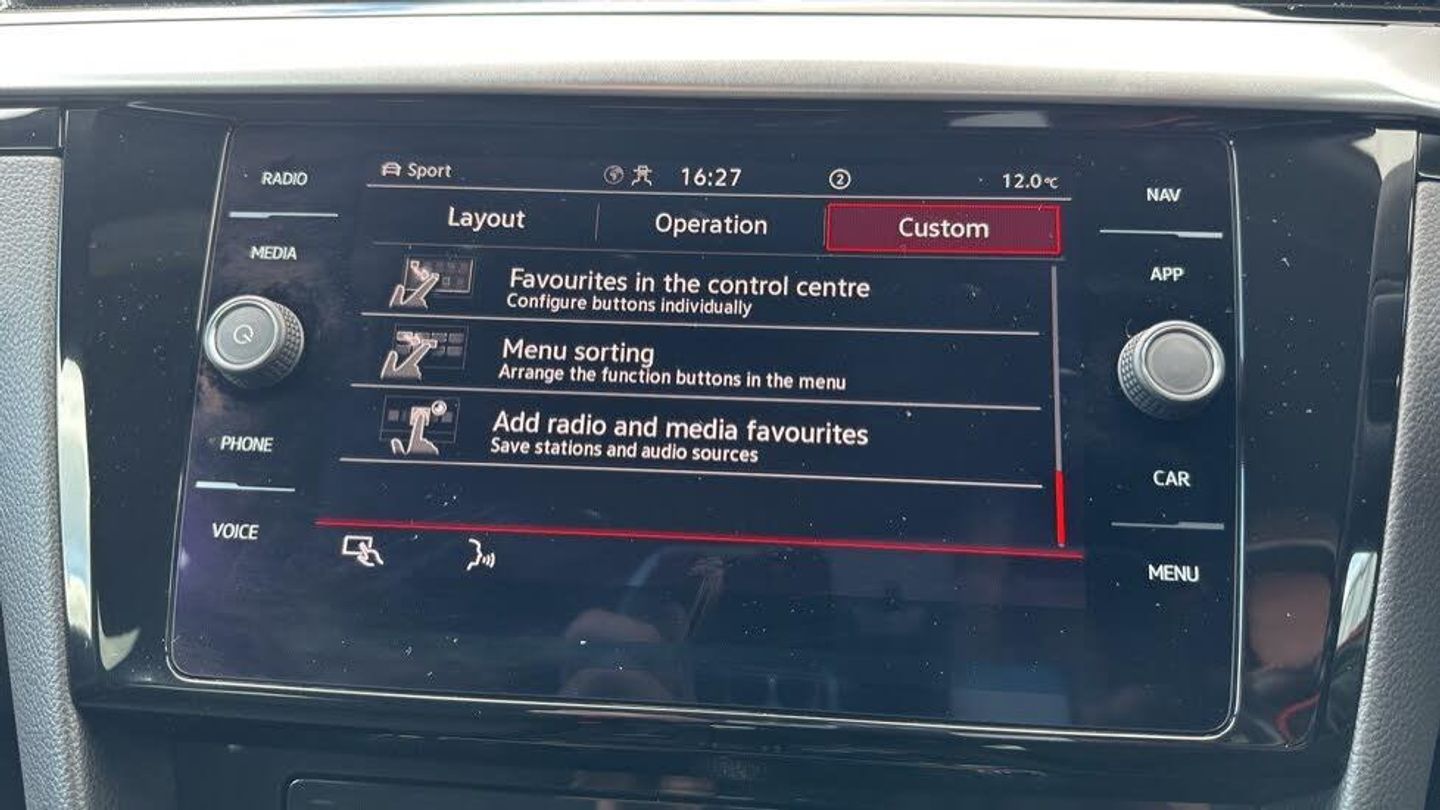 Sport 16:27 2 12.0°C
Layout Operation Custom
Favourites in the control centre
Configure buttons individually
Menu sorting
Arrange the function buttons in the menu
Add radio and media favourites
Save stations and audio sources
RADIO
MEDIA
PHONE
VOICE
NAV
APP
CAR
MENU